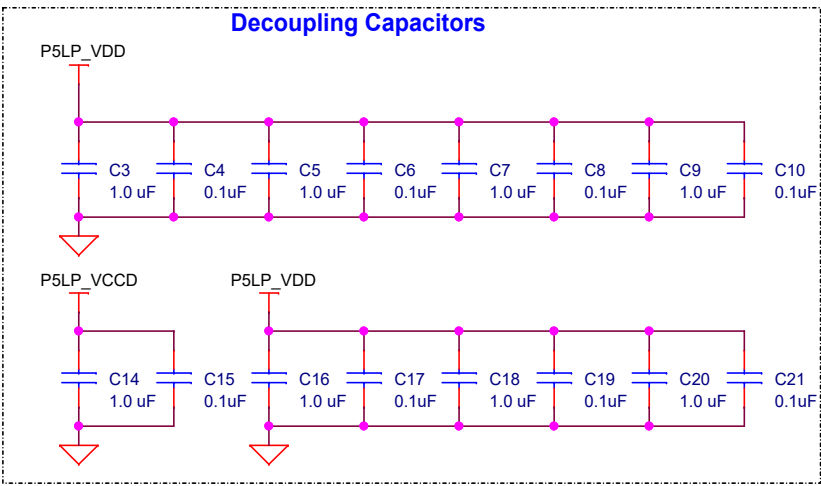 Decoupling Capacitors
P5LP_VDD
C3 C4 C5 C6 C7 C8 C9 C10
1.0 uF 0.1uF 1.0 uF 0.1uF 1.0 uF 0.1uF 1.0 uF 0.1uF
P5LP_VCCD P5LP_VDD
C14 C15 C16 C17 C18 C19 C20 C21
1.0 uF 0.1uF 1.0 uF 0.1uF 1.0 uF 0.1uF 1.0 uF 0.1uF